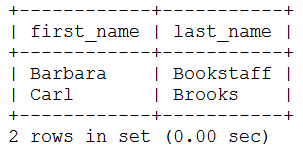 +------------+-----------+
| first_name | last_name |
+------------+-----------+
| Barbara    | Bookstaff |
| Carl       | Brooks    |
+------------+-----------+
2 rows in set (0.00 sec)